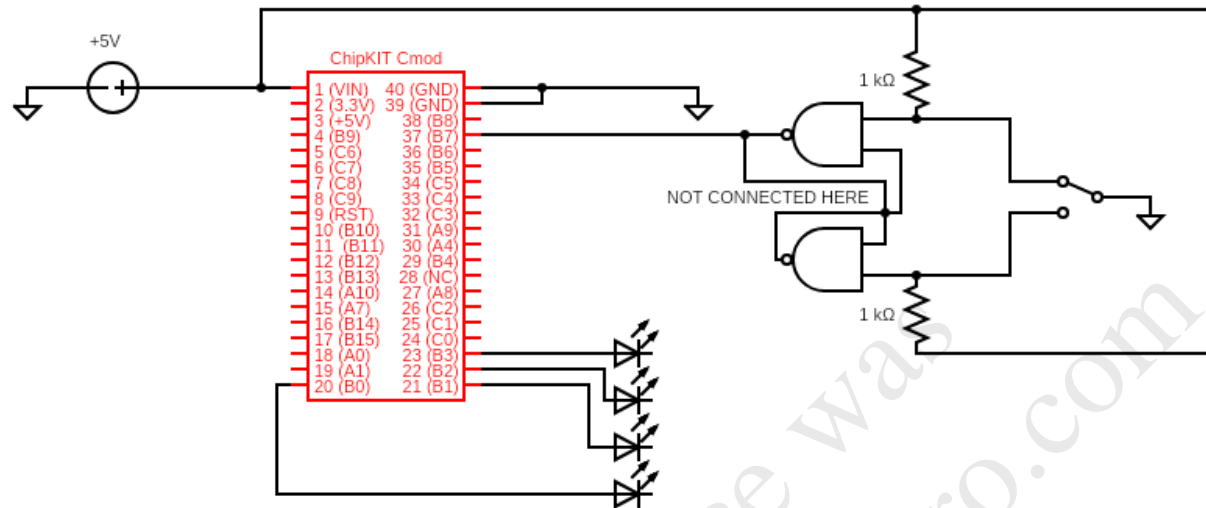 +5V
ChipKIT Cmod
1 (VIN) 40 (GND)
2 (3.3V) 39 (GND)
3 (+5V) 38 (B8)
4 (B9) 37 (B7)
5 (C6) 36 (B6)
6 (C7) 35 (B5)
7 (C8) 34 (C5)
8 (C9) 33 (C4)
9 (RST) 32 (C3)
10 (B10) 31 (A9)
11 (B11) 30 (A4)
12 (B12) 29 (B4)
13 (B13) 28 (NC)
14 (A10) 27 (A8)
15 (A7) 26 (C2)
16 (B14) 25 (C1)
17 (B15) 24 (C0)
18 (A0) 23 (B3)
19 (A1) 22 (B2)
20 (B0) 21 (B1)
1 kΩ
NOT CONNECTED HERE
1 kΩ
was
ro.com